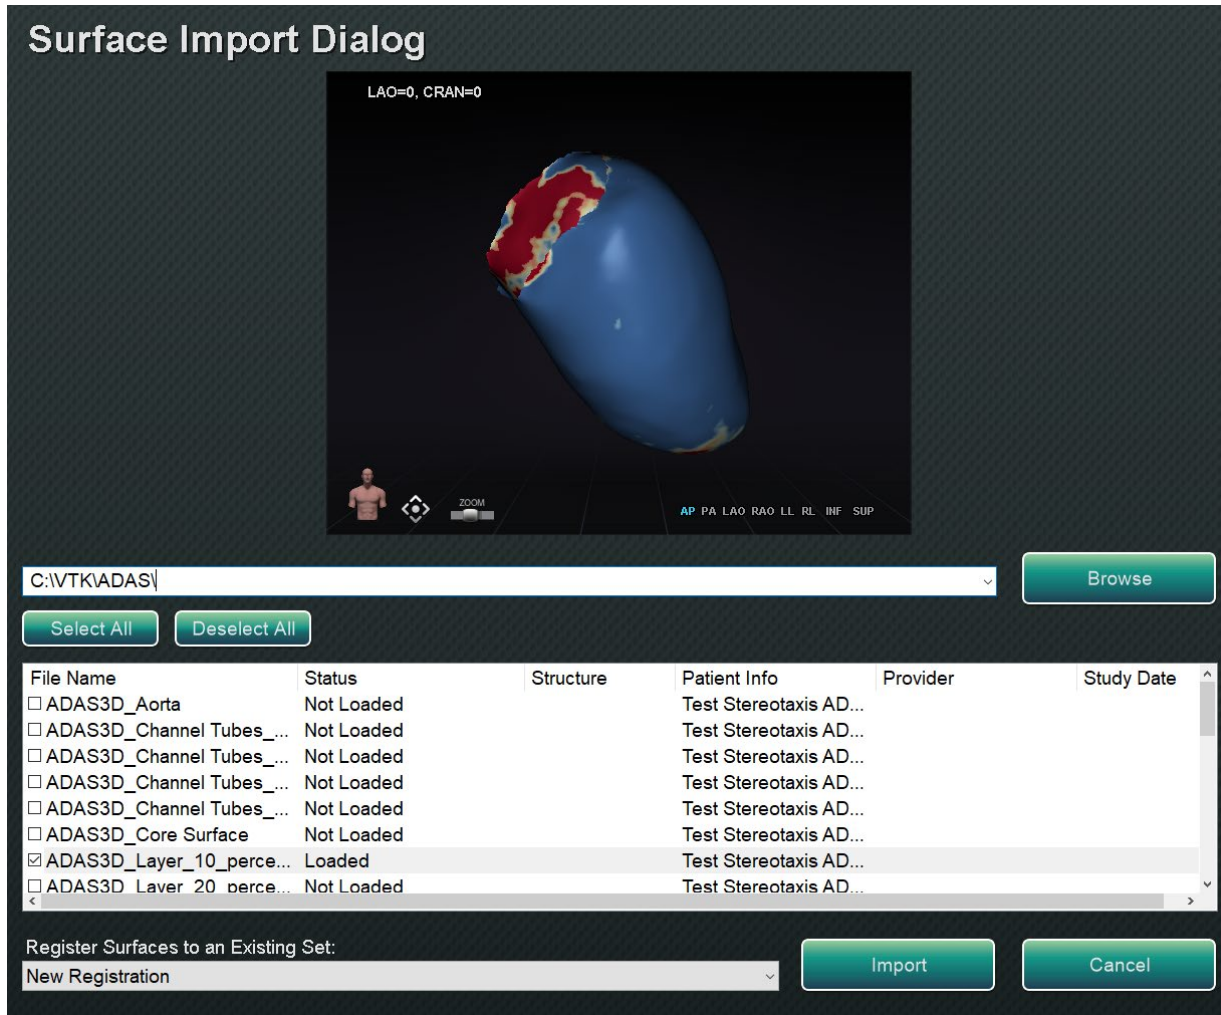 Surface Import Dialog
LAO=0, CRAN=0
ZOOM
AP PA LAO RAO LL RL INF SUP
C:\VTK\ADAS\
Browse
Select All Deselect All
File Name Status Structure Patient Info Provider Study Date
ADAS3D_Aorta Not Loaded Test Stereotaxis AD...
ADAS3D_Channel Tubes_... Not Loaded Test Stereotaxis AD...
ADAS3D_Channel Tubes_... Not Loaded Test Stereotaxis AD...
ADAS3D_Channel Tubes_... Not Loaded Test Stereotaxis AD...
ADAS3D_Channel Tubes_... Not Loaded Test Stereotaxis AD...
ADAS3D_Core Surface Not Loaded Test Stereotaxis AD...
ADAS3D_Layer_10_perce... Loaded Test Stereotaxis AD...
ADAS3D_Layer_20_perce... Not Loaded Test Stereotaxis AD...
Register Surfaces to an Existing Set:
New Registration
Import
Cancel